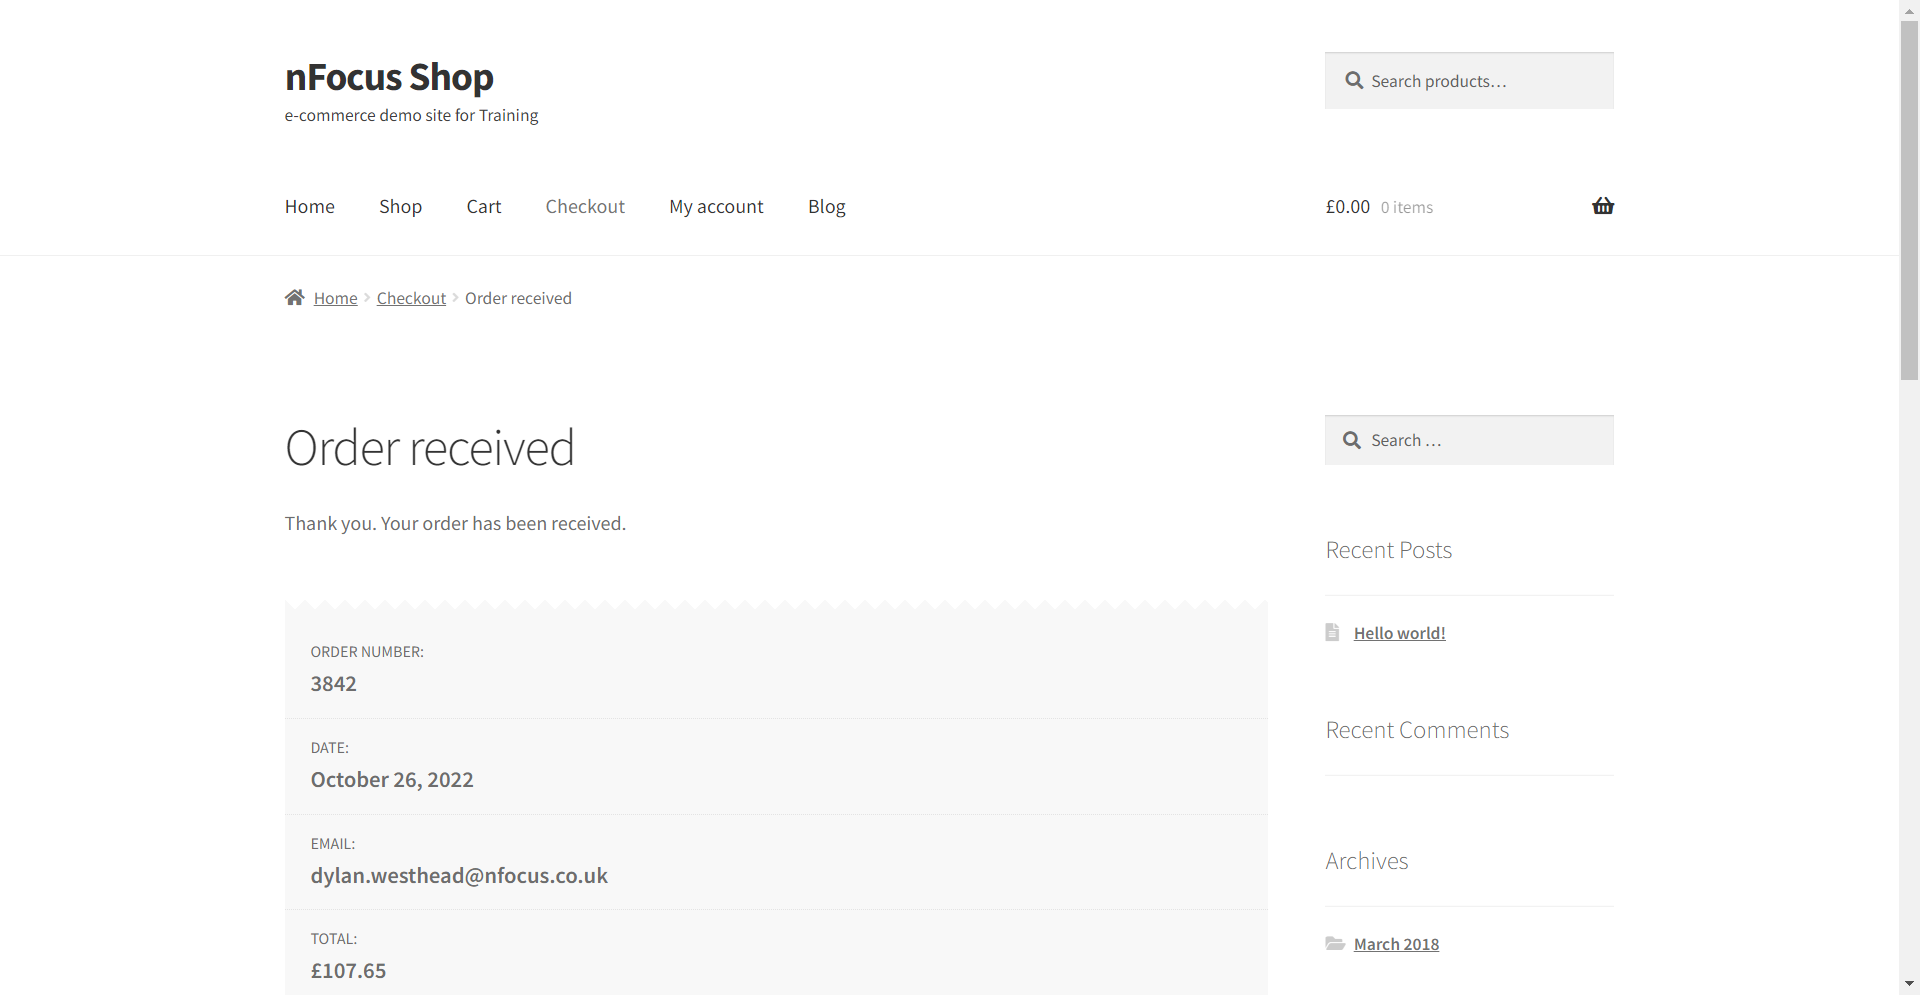 nFocus Shop
e-commerce demo site for Training
Search products…
Home Shop Cart Checkout My account Blog
£0.00 0 items
Home Checkout Order received
Order received
Thank you. Your order has been received.
ORDER NUMBER:
3842
DATE:
October 26, 2022
EMAIL:
dylan.westhead@nfocus.co.uk
TOTAL:
£107.65
Search …
Recent Posts
Hello world!
Recent Comments
Archives
March 2018